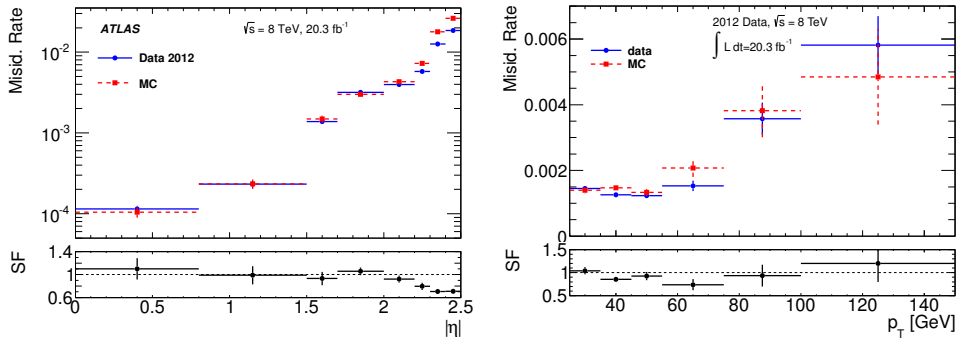 ATLAS
√s = 8 TeV, 20.3 fb⁻¹
Data 2012
MC
Misid. Rate
10⁻²
10⁻³
10⁻⁴
SF
1.4
1
0.6
0 0.5 1 1.5 2 2.5
|η|
2012 Data, √s = 8 TeV
∫ L dt=20.3 fb⁻¹
data
MC
Misid. Rate
0.006
0.004
0.002
0
SF
1.5
1
0.5
40 60 80 100 120 140
p_T [GeV]